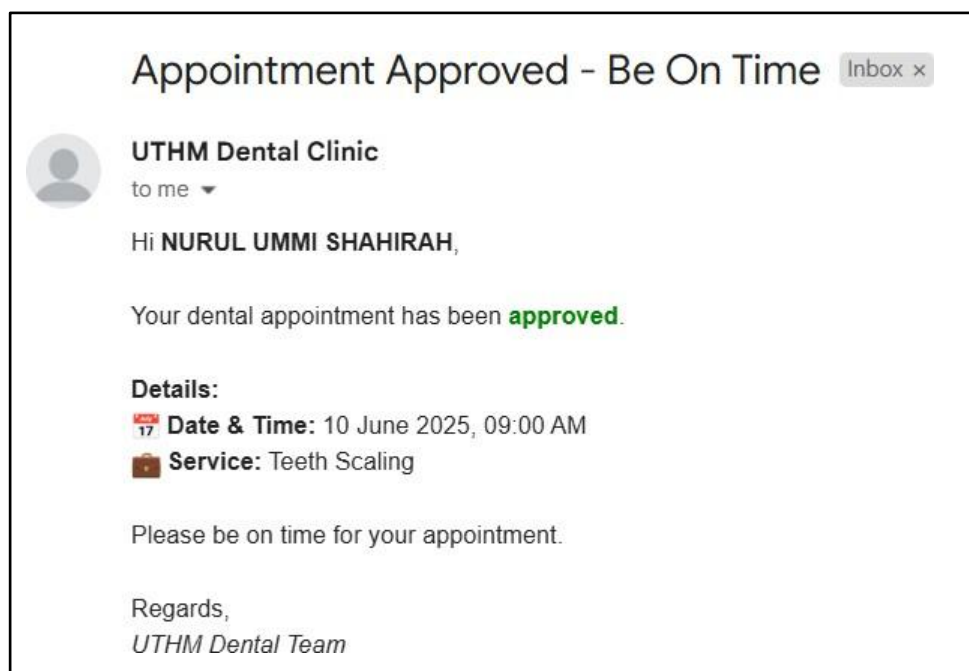 Appointment Approved - Be On Time Inbox ×
UTHM Dental Clinic
to me
Hi NURUL UMMI SHAHIRAH,
Your dental appointment has been approved.
Details:
📅 Date & Time: 10 June 2025, 09:00 AM
💼 Service: Teeth Scaling
Please be on time for your appointment.
Regards,
UTHM Dental Team